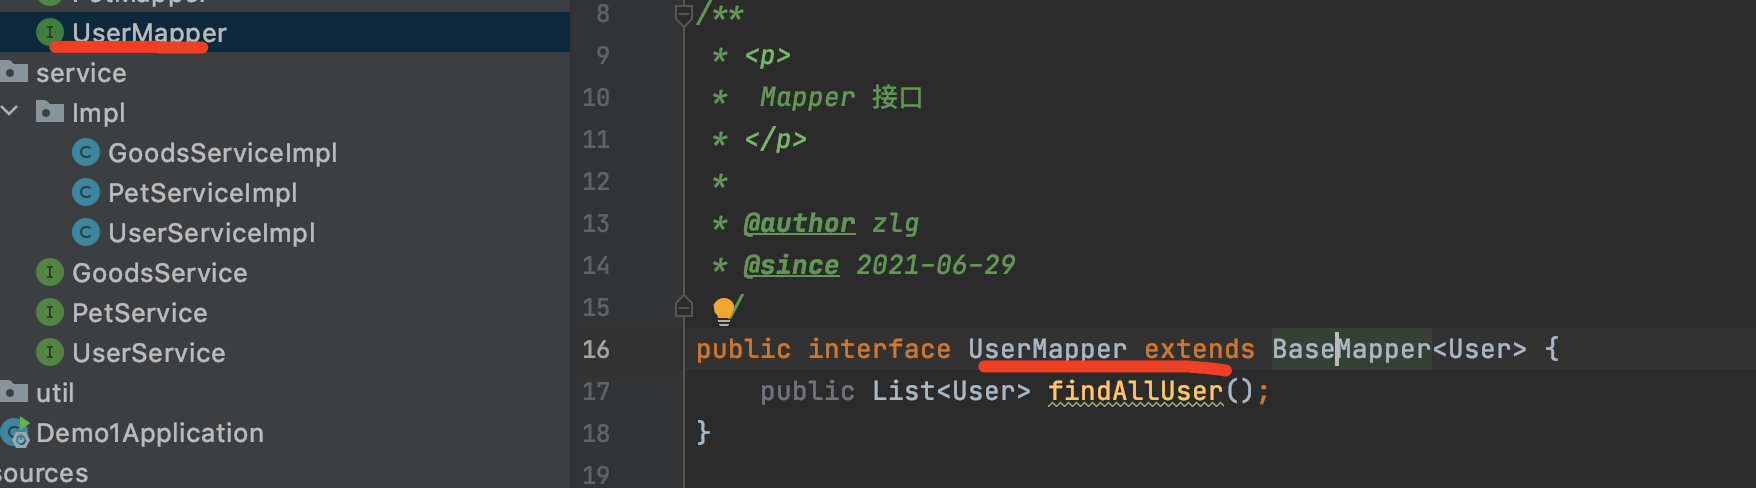 UserMapper
service
Impl
GoodsServiceImpl
PetServiceImpl
UserServiceImpl
GoodsService
PetService
UserService
util
Demo1Application
sources
8 /**
9 * <p>
10 * Mapper 接口
11 * </p>
12 *
13 * @author zlg
14 * @since 2021-06-29
15 /
16 public interface UserMapper extends BaseMapper<User> {
17 public List<User> findAllUser();
18 }
19